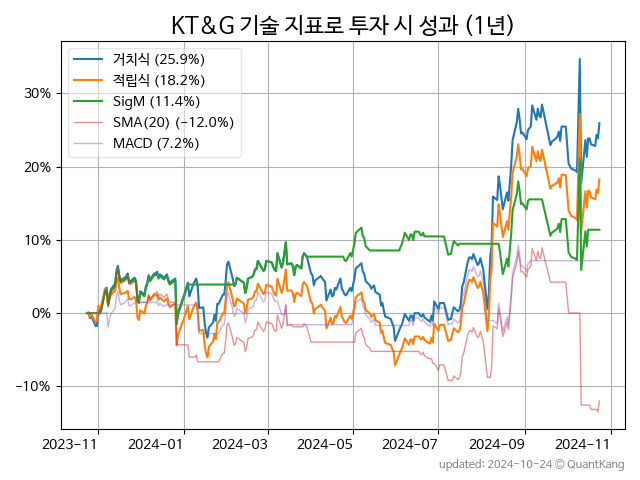 KT&G 기술 지표로 투자 시 성과 (1년)
거치식 (25.9%)
적립식 (18.2%)
SigM (11.4%)
SMA(20) (−12.0%)
MACD (7.2%)
30%
20%
10%
0%
−10%
2023−11
2024−01
2024−03
2024−05
2024−07
2024−09
2024−11
updated: 2024-10-24 © QuantKang